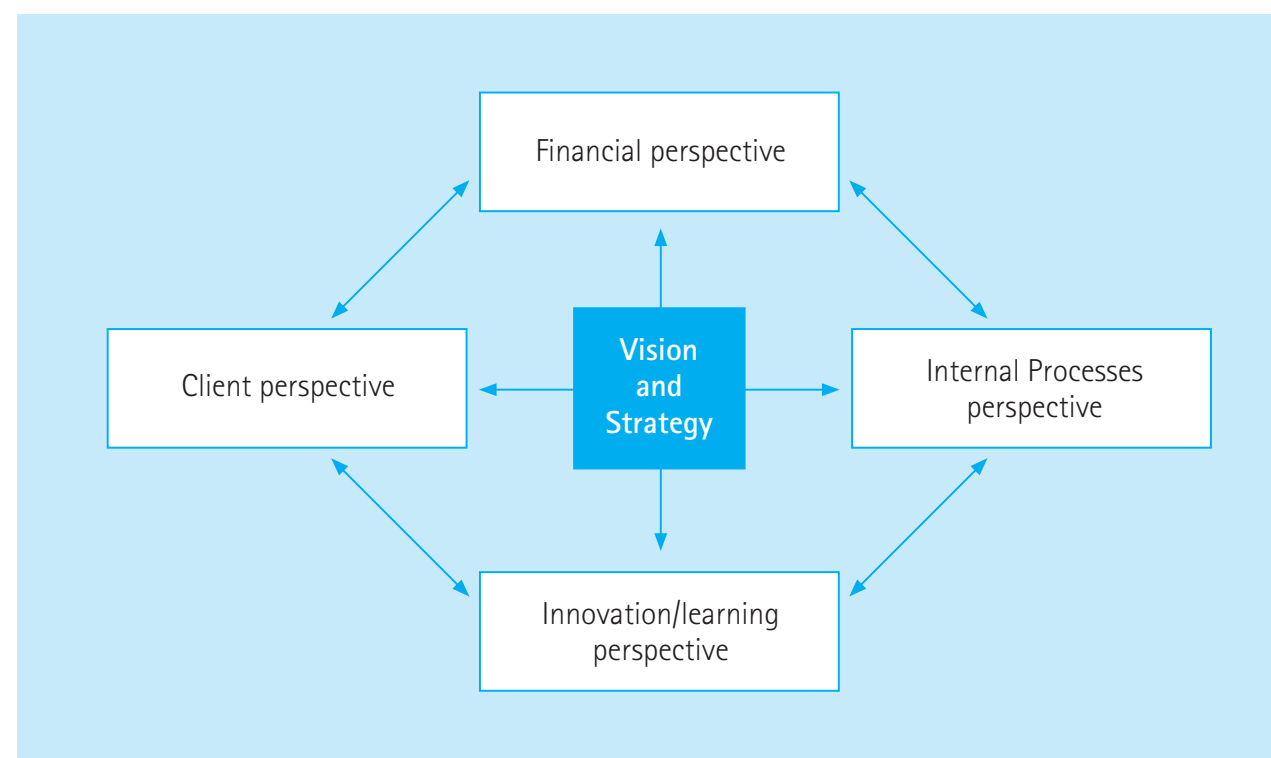 Financial perspective
Client perspective
Vision
and
Strategy
Internal Processes
perspective
Innovation/learning
perspective